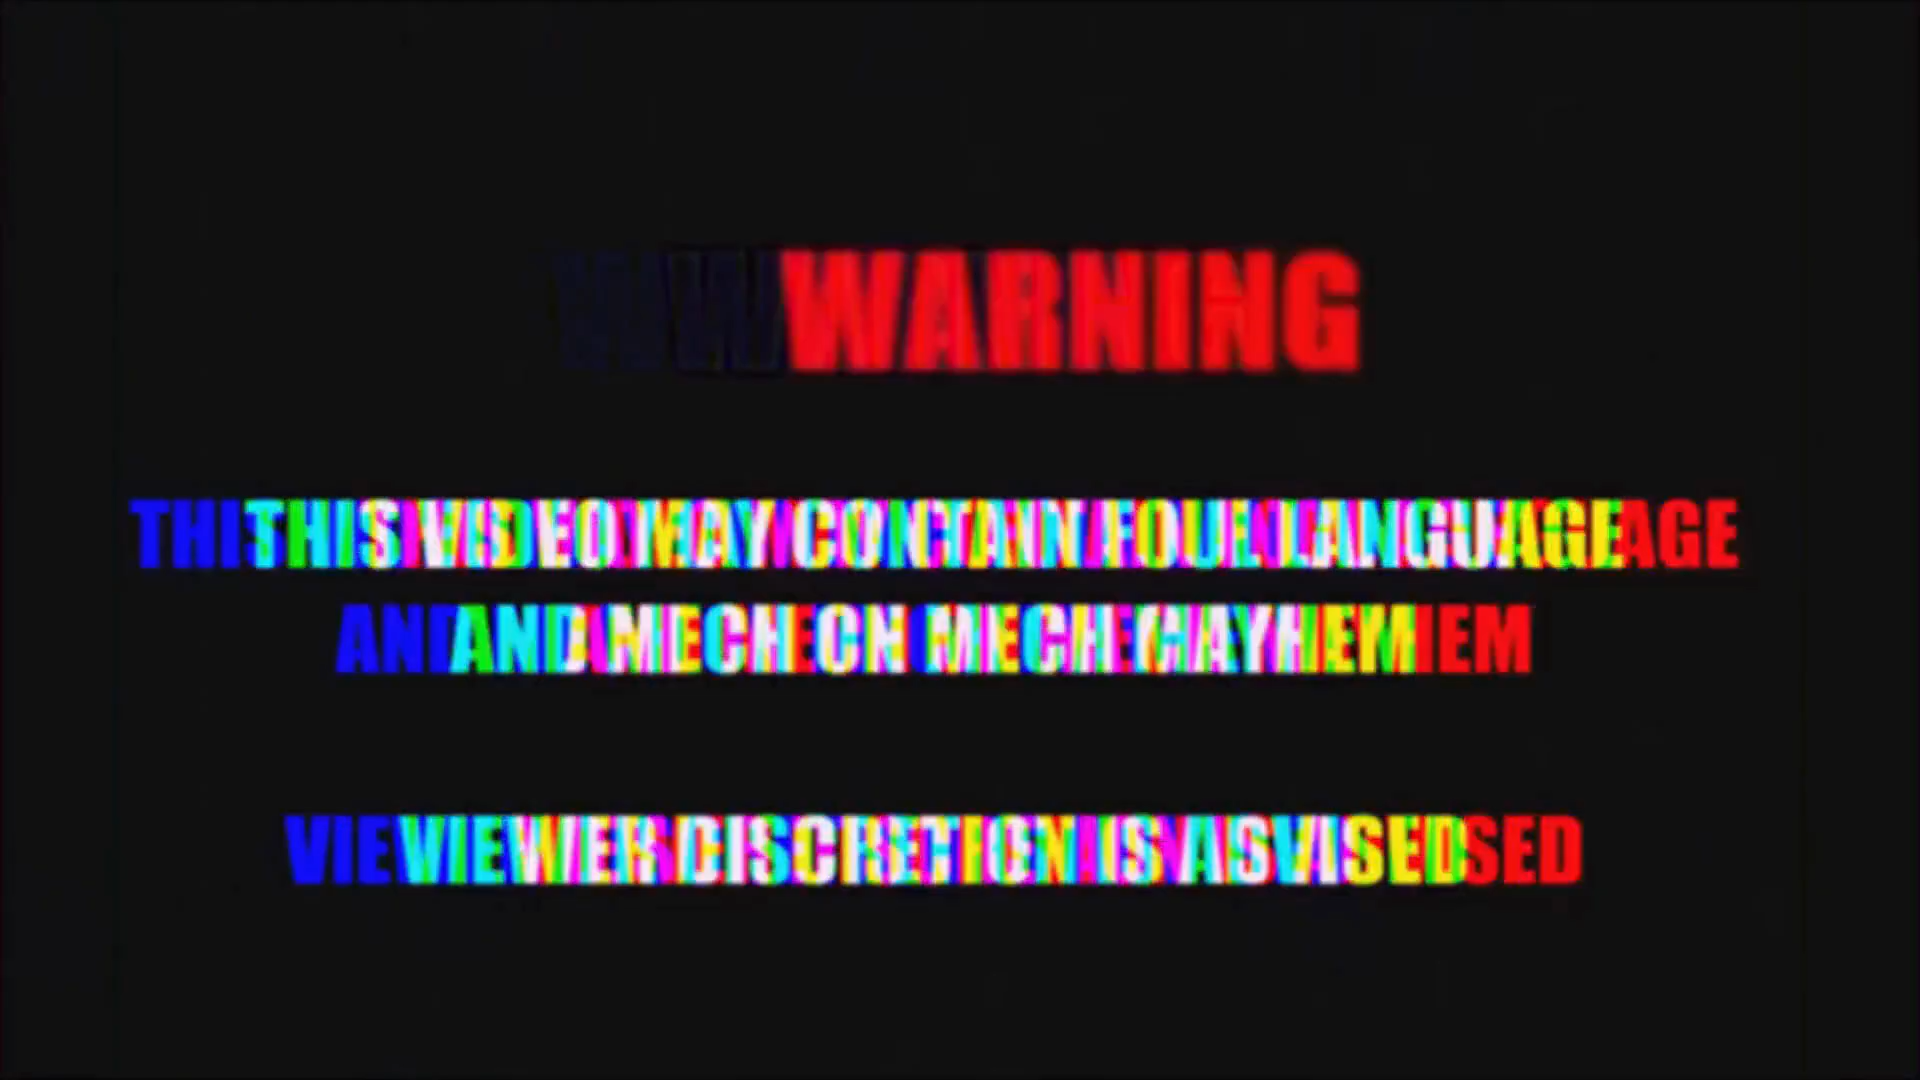 WARNING
THIS VIDEO MAY CONTAIN FOUL LANGUAGE
AND MECH ON MECH MAYHEM
VIEWER DISCRETION IS ADVISED